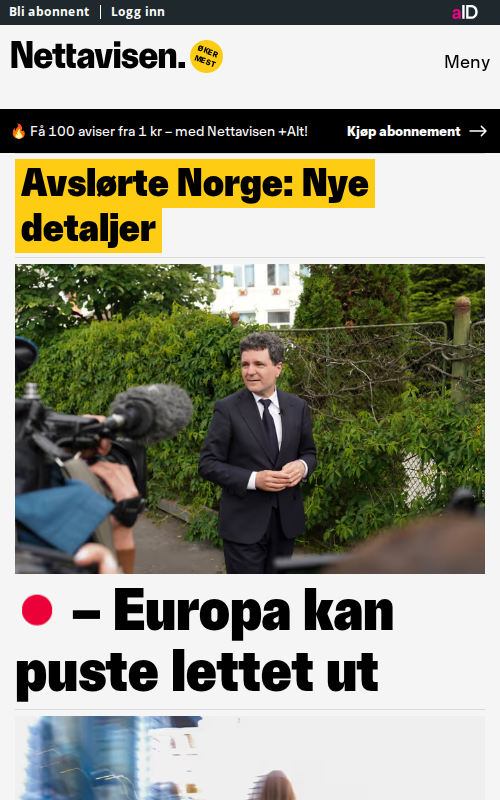 Bli abonnent
Logg inn
aID
Nettavisen.
ØKER
MEST
Meny
🔥 Få 100 aviser fra 1 kr – med Nettavisen +Alt!
Kjøp abonnement →
Avslørte Norge: Nye
detaljer
– Europa kan
puste lettet ut